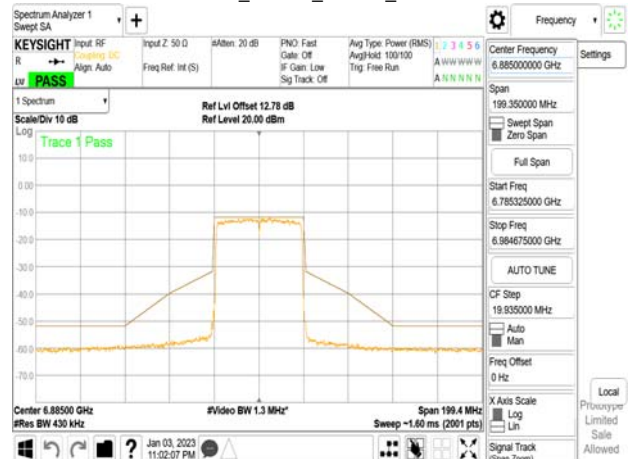 Spectrum Analyzer 1
Swept SA
Frequency
KEYSIGHT Input: RF Input Z: 50 Ω #Atten: 20 dB PNO: Fast Avg Type: Power (RMS) 1 2 3 4 5 6
R Coupling: DC Gate: Off Avg|Hold: 100/100 A W W W W W
Align: Auto Freq Ref: Int (S) IF Gain: Low Trig: Free Run
LV PASS Sig Track: Off A N N N N N
Center Frequency
6.885000000 GHz
Settings
Span
199.350000 MHz
Swept Span
Zero Span
Full Span
Start Freq
6.785325000 GHz
Stop Freq
6.984675000 GHz
AUTO TUNE
CF Step
19.935000 MHz
Auto
Man
Freq Offset
0 Hz
X Axis Scale
Log
Lin
Signal Track
(Span Zoom)
Local
Prototype
Limited
Sale
Allowed
1 Spectrum
Scale/Div 10 dB
Ref Lvl Offset 12.78 dB
Ref Level 20.00 dBm
Log
Trace 1 Pass
10.0
0.00
-10.0
-20.0
-30.0
-40.0
-50.0
-60.0
-70.0
Center 6.88500 GHz #Video BW 1.3 MHz* Span 199.4 MHz
#Res BW 430 kHz Sweep ~1.60 ms (2001 pts)
? Jan 03, 2023
11:02:07 PM